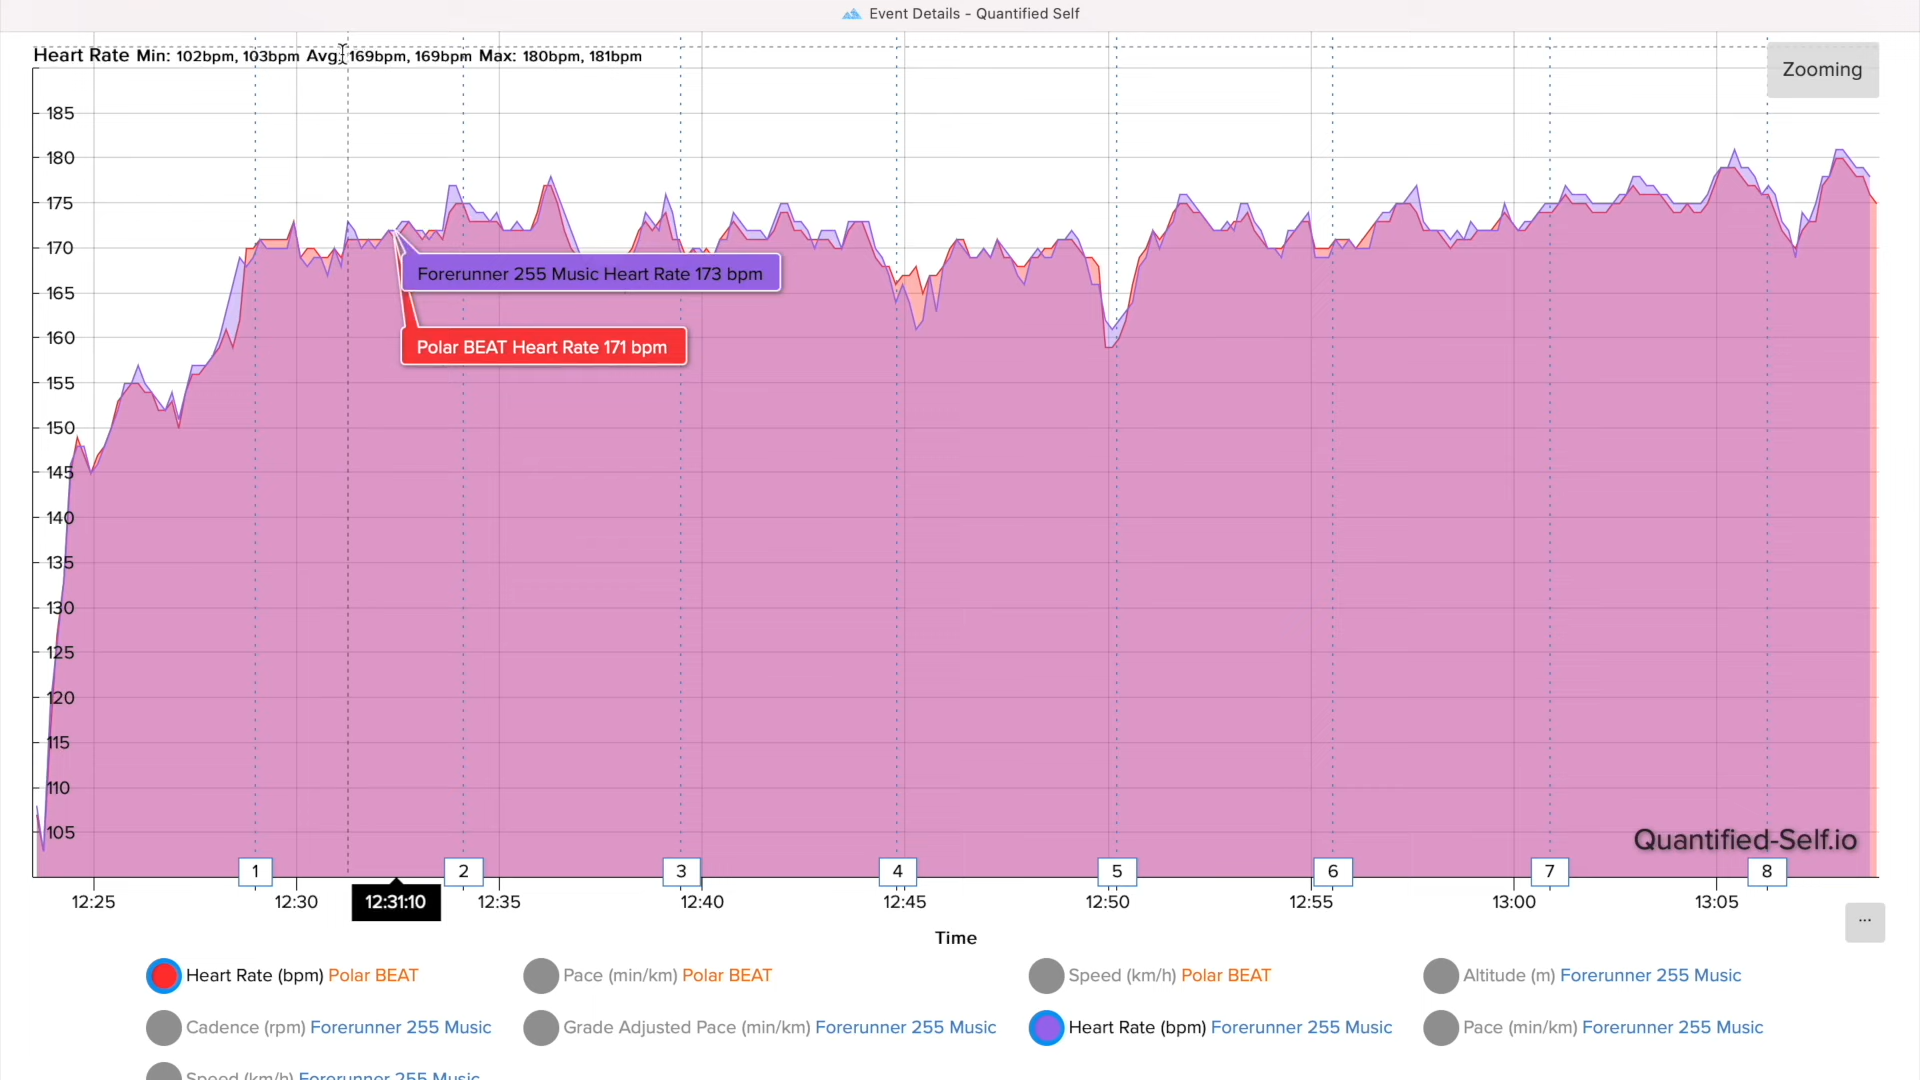 Event Details - Quantified Self
Heart Rate Min: 102bpm, 103bpm Avg: 169bpm, 169bpm Max: 180bpm, 181bpm
Zooming
185
180
175
170
165
160
155
150
145
140
135
130
125
120
115
110
105
Forerunner 255 Music Heart Rate 173 bpm
Polar BEAT Heart Rate 171 bpm
Quantified-Self.io
1 2 3 4 5 6 7 8
12:25 12:30 12:31:10 12:35 12:40 12:45 12:50 12:55 13:00 13:05
...
Time
Heart Rate (bpm) Polar BEAT Pace (min/km) Polar BEAT Speed (km/h) Polar BEAT Altitude (m) Forerunner 255 Music
Cadence (rpm) Forerunner 255 Music Grade Adjusted Pace (min/km) Forerunner 255 Music Heart Rate (bpm) Forerunner 255 Music Pace (min/km) Forerunner 255 Music
Speed (km/h) Forerunner 255 Music